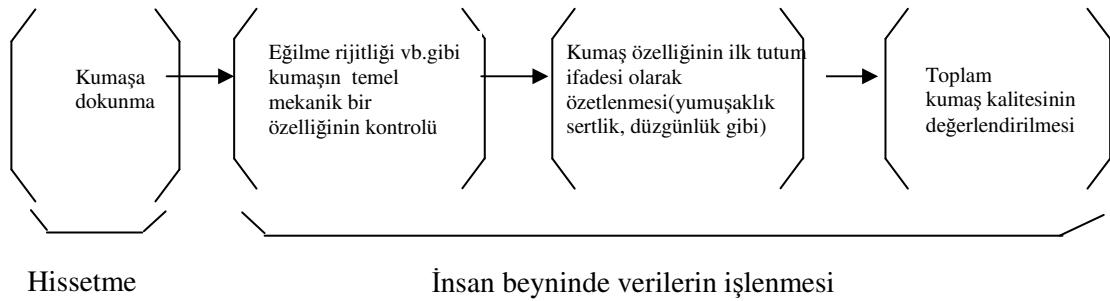 Kumaşa
dokunma
Eğilme rijitliği vb.gibi
kumaşın temel
mekanik bir
özelliğinin kontrolü
Kumaş özelliğinin ilk tutum
ifadesi olarak
özetlenmesi(yumuşaklık
sertlik, düzgünlük gibi)
Toplam
kumaş kalitesinin
değerlendirilmesi
Hissetme
İnsan beyninde verilerin işlenmesi